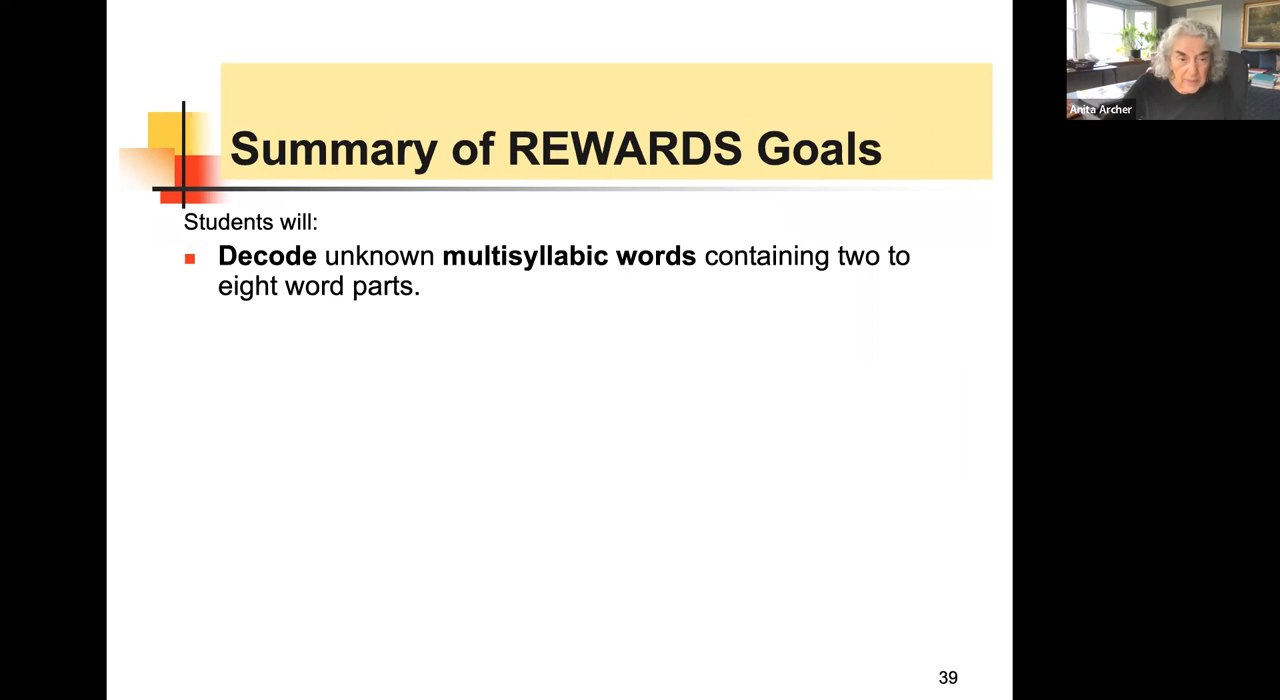 Anita Archer
Summary of REWARDS Goals
Students will:
Decode unknown multisyllabic words containing two to
eight word parts.
39